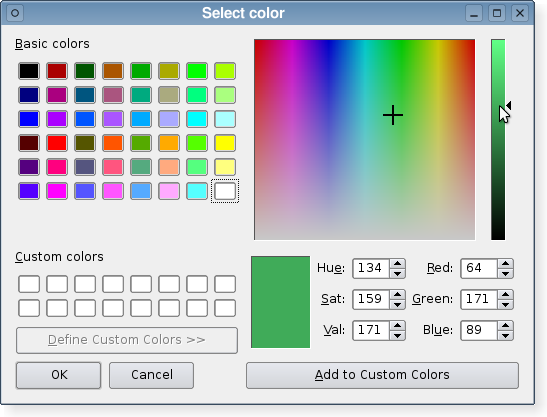 Select color
Basic colors
Custom colors
Define Custom Colors >>
OK Cancel
Hue: 134 Red: 64
Sat: 159 Green: 171
Val: 171 Blue: 89
Add to Custom Colors